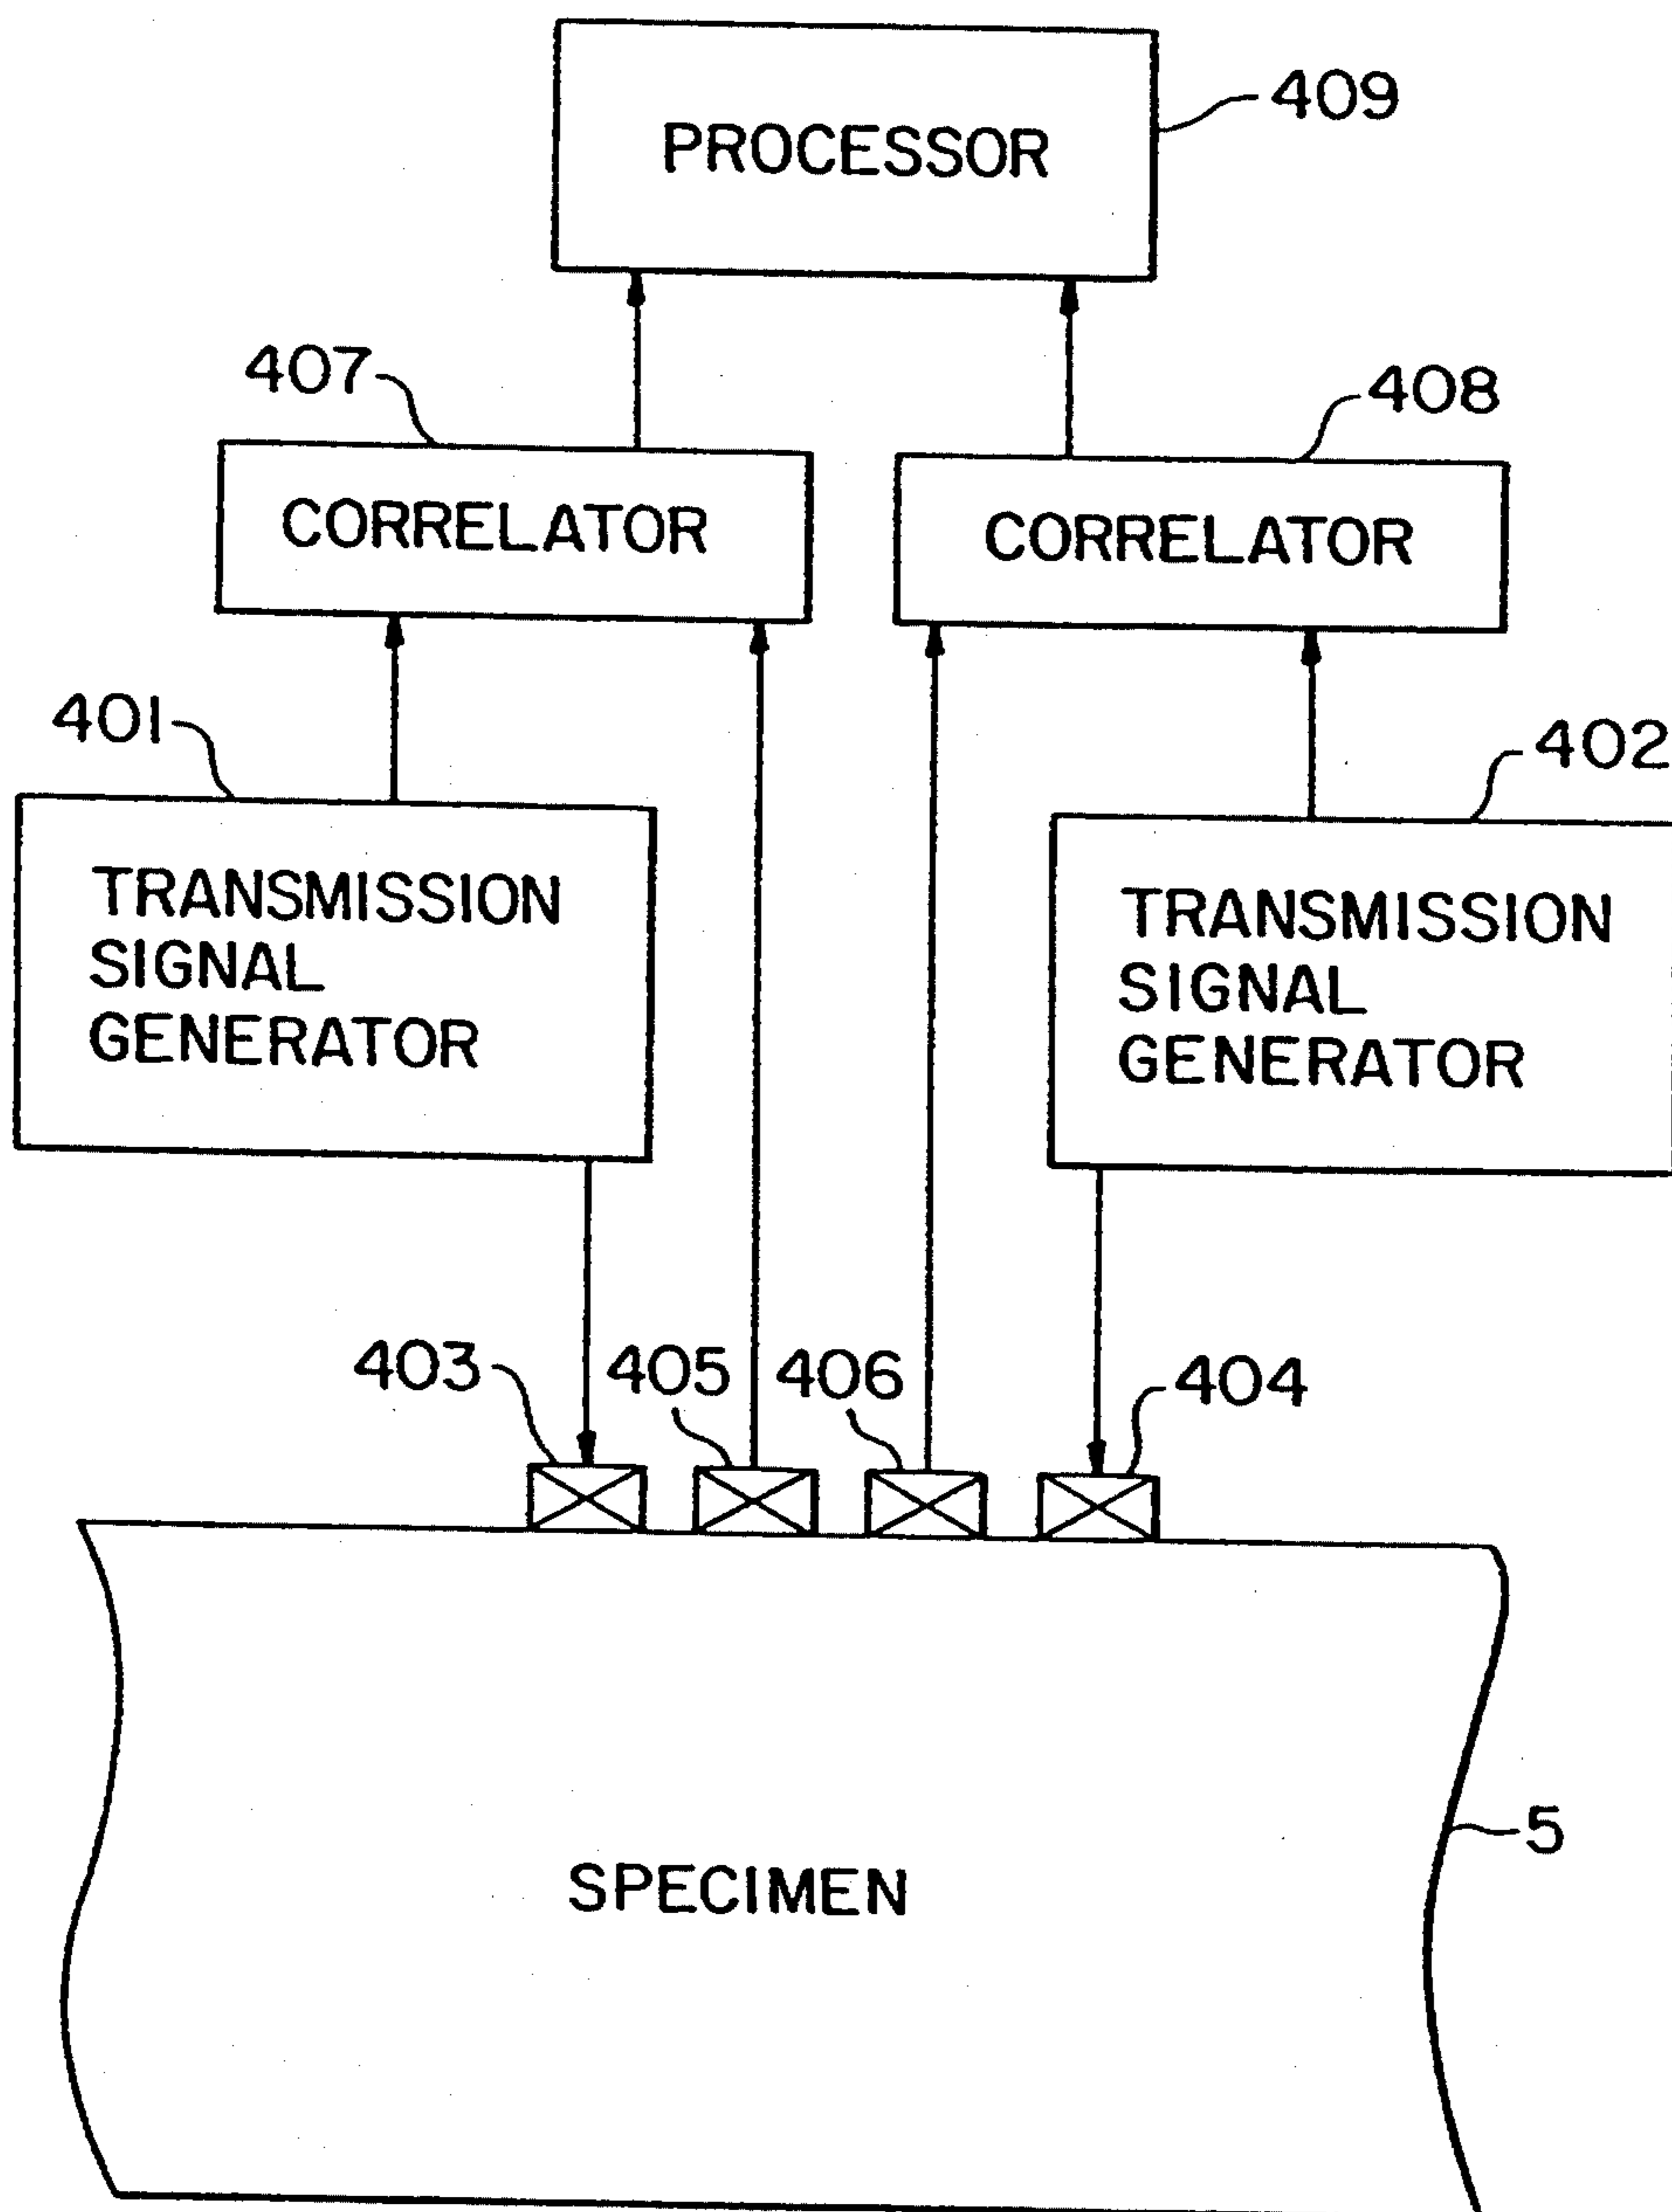 PROCESSOR
409
407
408
CORRELATOR
CORRELATOR
401
402
TRANSMISSION
SIGNAL
GENERATOR
TRANSMISSION
SIGNAL
GENERATOR
403
405
406
404
5
SPECIMEN